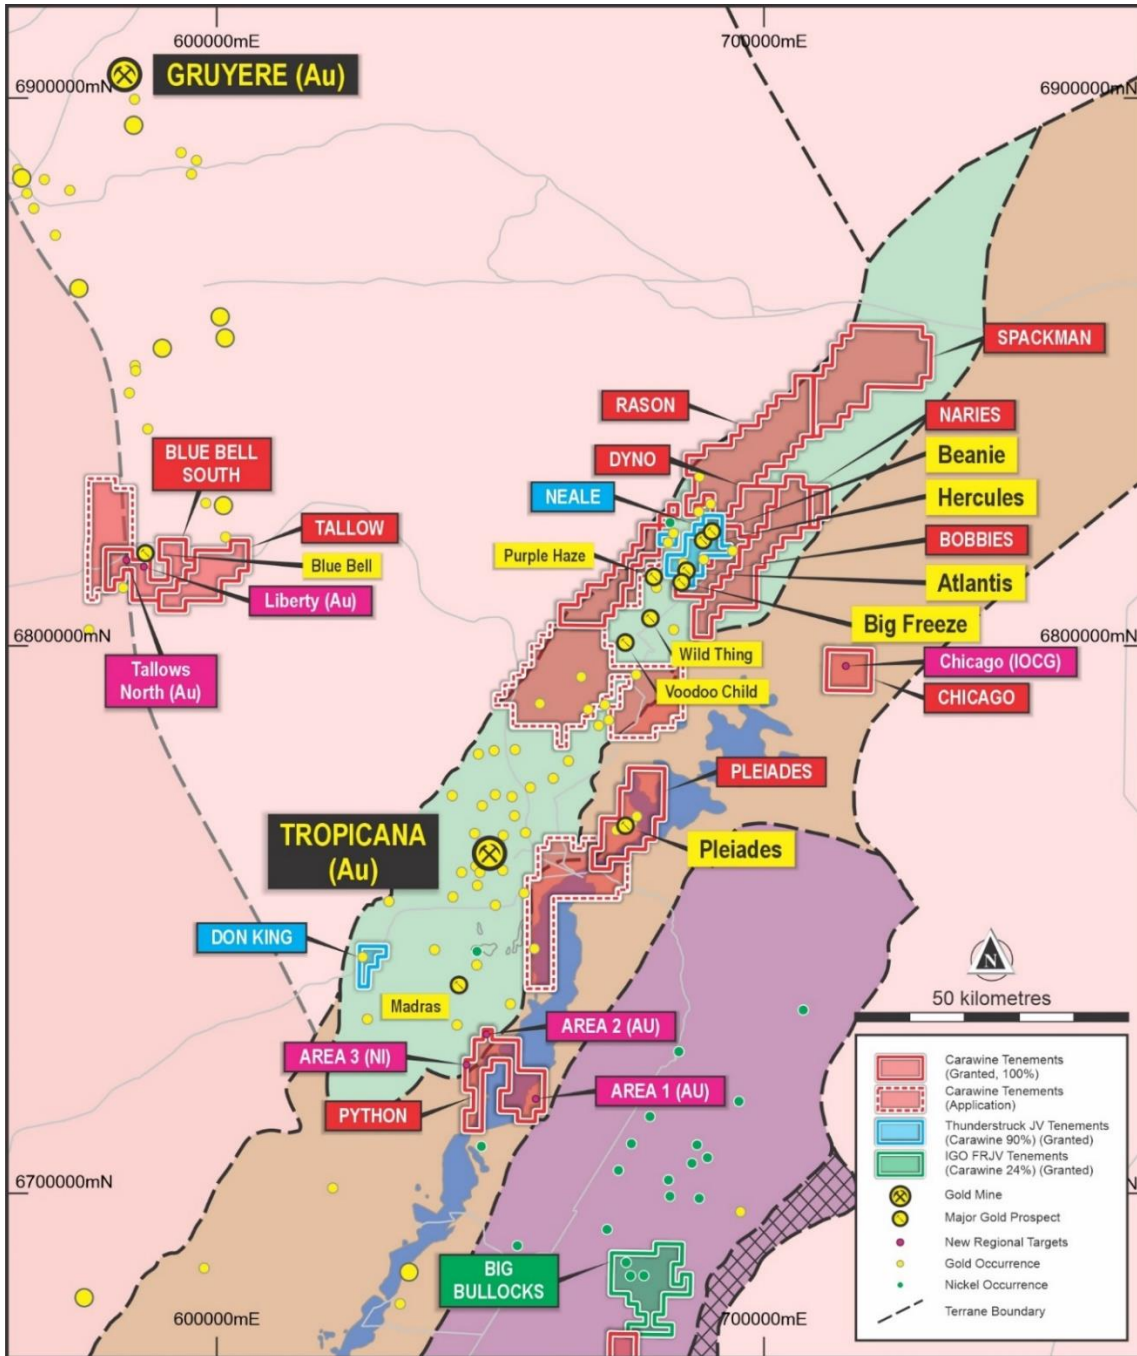 600000mE
700000mE
GRUYERE (Au)
6900000mN
6900000mN
SPACKMAN
RASON
NARIES
BLUE BELL
SOUTH
DYNO
Beanie
NEALE
Hercules
TALLOW
BOBBIES
Purple Haze
Blue Bell
Atlantis
Liberty (Au)
Big Freeze
6800000mN
6800000mN
Wild Thing
Chicago (IOCG)
Tallows
North (Au)
Voodoo Child
CHICAGO
PLEIADES
TROPICANA
(Au)
Pleiades
DON KING
N
50 kilometres
Madras
AREA 2 (AU)
AREA 3 (NI)
AREA 1 (AU)
PYTHON
Carawine Tenements
(Granted, 100%)
Carawine Tenements
(Application)
Thunderstruck JV Tenements
(Carawine 90%) (Granted)
IGO FRJV Tenements
(Carawine 24%) (Granted)
Gold Mine
Major Gold Prospect
New Regional Targets
Gold Occurrence
Nickel Occurrence
Terrane Boundary
6700000mN
BIG
BULLOCKS
600000mE
700000mE